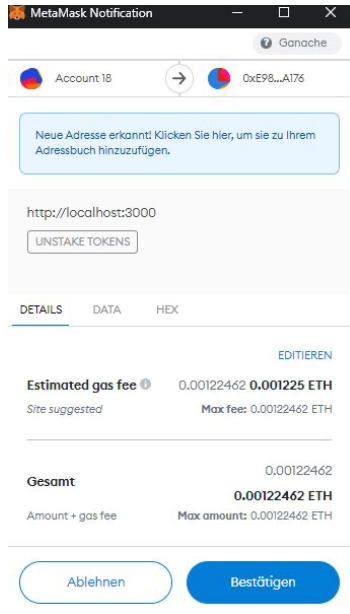 MetaMask Notification
Ganache
Account 18
0xE98...A176
Neue Adresse erkannt! Klicken Sie hier, um sie zu Ihrem
Adressbuch hinzuzufügen.
http://localhost:3000
UNSTAKE TOKENS
DETAILS DATA HEX
EDITIEREN
Estimated gas fee 0.00122462 0.001225 ETH
Site suggested Max fee: 0.00122462 ETH
0.00122462
Gesamt
0.00122462 ETH
Amount + gas fee Max amount: 0.00122462 ETH
Ablehnen Bestätigen